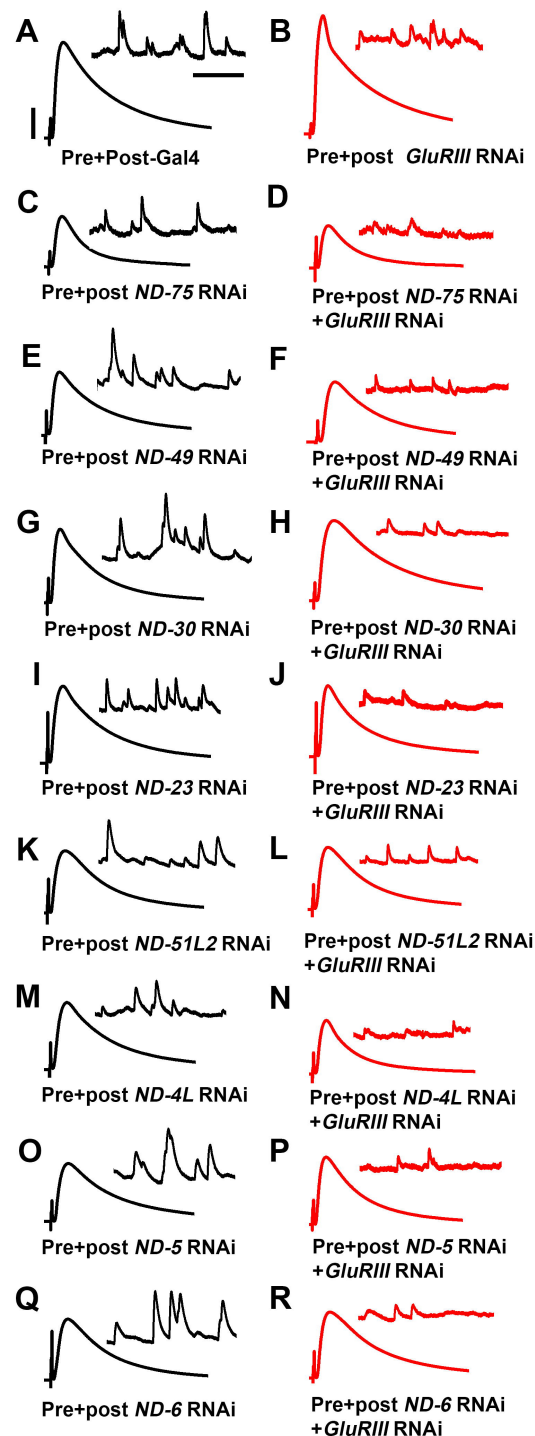 A
B
Pre+Post-Gal4
Pre+post GluRIII RNAi
C
D
Pre+post ND-75 RNAi
Pre+post ND-75 RNAi
+GluRIII RNAi
E
F
Pre+post ND-49 RNAi
Pre+post ND-49 RNAi
+GluRIII RNAi
G
H
Pre+post ND-30 RNAi
Pre+post ND-30 RNAi
+GluRIII RNAi
I
J
Pre+post ND-23 RNAi
Pre+post ND-23 RNAi
+GluRIII RNAi
K
L
Pre+post ND-51L2 RNAi
Pre+post ND-51L2 RNAi
+GluRIII RNAi
M
N
Pre+post ND-4L RNAi
Pre+post ND-4L RNAi
+GluRIII RNAi
O
P
Pre+post ND-5 RNAi
Pre+post ND-5 RNAi
+GluRIII RNAi
Q
R
Pre+post ND-6 RNAi
Pre+post ND-6 RNAi
+GluRIII RNAi